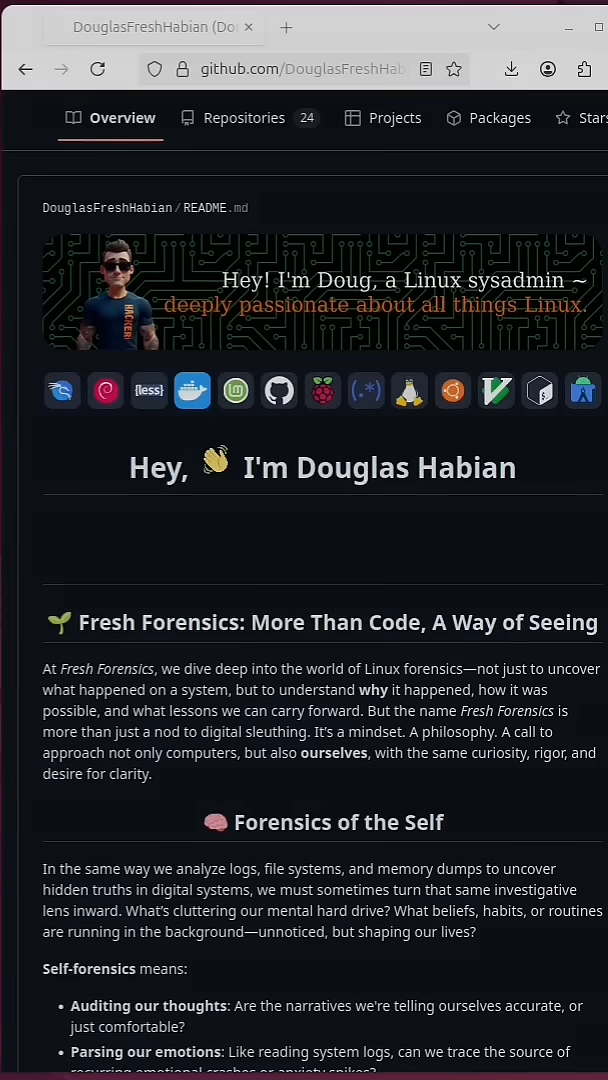 DouglasFreshHabian (Do
github.com/DouglasFreshHab
Overview
Repositories 24
Projects
Packages
Stars
DouglasFreshHabian/README.md
Hey! I'm Doug, a Linux sysadmin ~
deeply passionate about all things Linux.
HACKER!
{less}
(.*)
Hey, 👋 I'm Douglas Habian
🌱 Fresh Forensics: More Than Code, A Way of Seeing
At Fresh Forensics, we dive deep into the world of Linux forensics—not just to uncover
what happened on a system, but to understand why it happened, how it was
possible, and what lessons we can carry forward. But the name Fresh Forensics is
more than just a nod to digital sleuthing. It's a mindset. A philosophy. A call to
approach not only computers, but also ourselves, with the same curiosity, rigor, and
desire for clarity.
🧠 Forensics of the Self
In the same way we analyze logs, file systems, and memory dumps to uncover
hidden truths in digital systems, we must sometimes turn that same investigative
lens inward. What's cluttering our mental hard drive? What beliefs, habits, or routines
are running in the background—unnoticed, but shaping our lives?
Self-forensics means:
• Auditing our thoughts: Are the narratives we're telling ourselves accurate, or
just comfortable?
• Parsing our emotions: Like reading system logs, can we trace the source of
recurring emotional crashes or anxiety spikes?